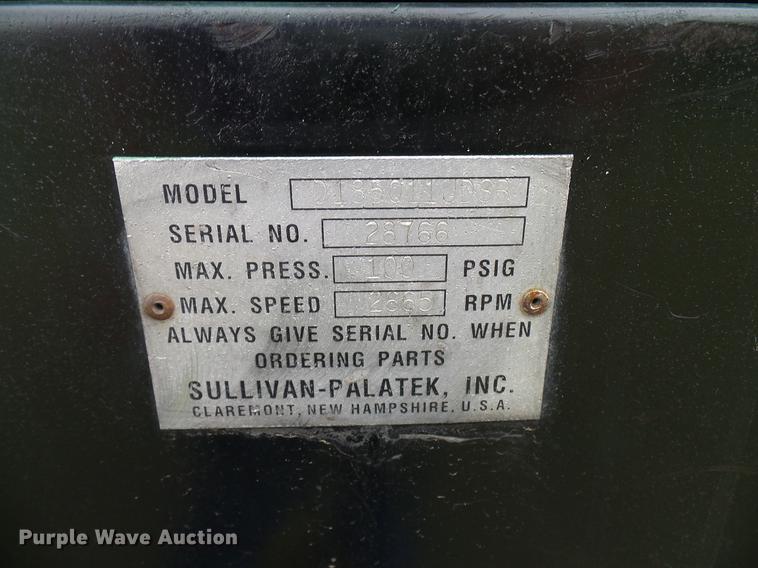 MODEL
SERIAL NO. 28766
MAX. PRESS. 100 PSIG
MAX. SPEED RPM
ALWAYS GIVE SERIAL NO. WHEN
ORDERING PARTS
SULLIVAN-PALATEK, INC.
CLAREMONT, NEW HAMPSHIRE, U.S.A.
Purple Wave Auction